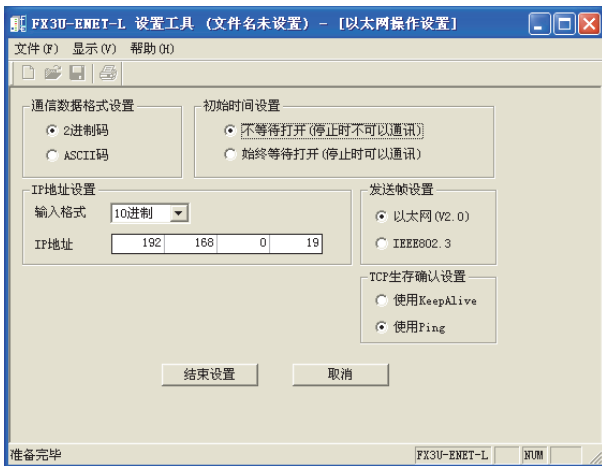 FX3U-ENET-L 设置工具 (文件名未设置) - [以太网操作设置]
文件(F) 显示(V) 帮助(H)
通信数据格式设置
2进制码
ASCII码
初始时间设置
不等待打开(停止时不可以通讯)
始终等待打开(停止时可以通讯)
IP地址设置
输入格式 10进制
IP地址 192 168 0 19
发送帧设置
以太网(V2.0)
IEEE802.3
TCP生存确认设置
使用KeepAlive
使用Ping
结束设置 取消
准备完毕 FX3U-ENET-L NUM